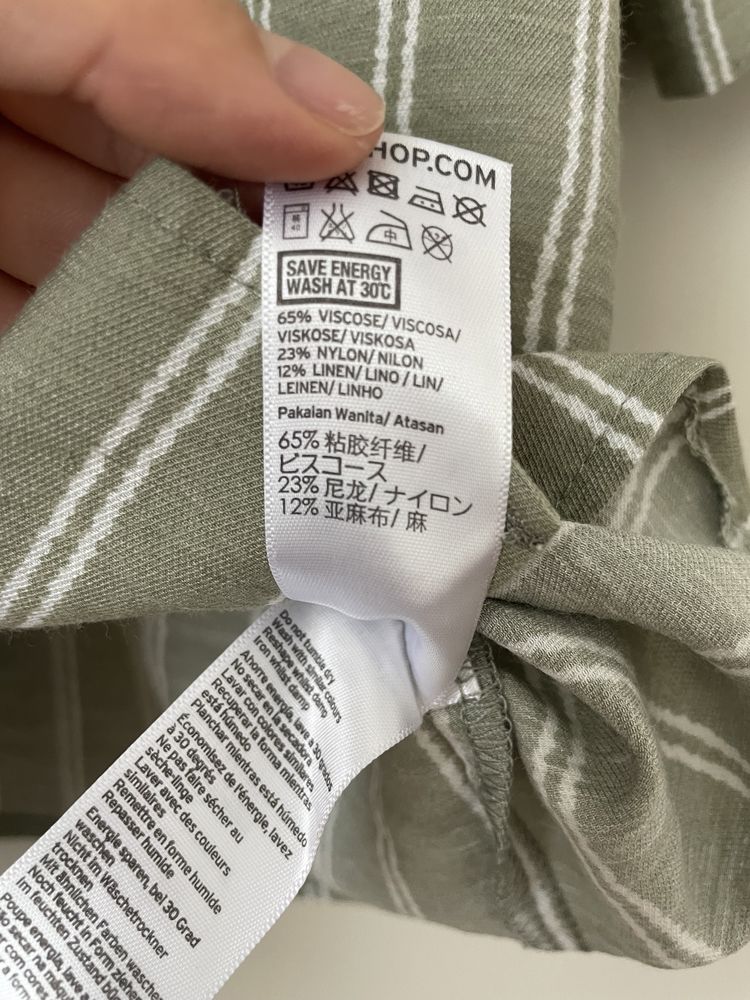 HOP.COM
SAVE ENERGY
WASH AT 30°C
65% VISCOSE/ VISCOSA/
VISKOSE/ VISKOSA
23% NYLON/ NILON
12% LINEN/ LINO / LIN/
LEINEN/ LINHO
Pakaian Wanita/ Atasan
65% 粘胶纤维/
ビスコース
23% 尼龙/ ナイロン
12% 亚麻布/ 麻
Do not tumble dry
Wash with similar colours
Reshape whilst damp
Iron whilst damp
Ahorre energía, lave a 30 grados
No secar en la secadora
Lavar con colores similares
Recuperar la forma mientras
está húmedo
Planchar mientras está húmedo
Économisez de l'énergie, lavez
à 30 degrés
Ne pas faire sécher au
sèche-linge
Laver avec des couleurs
similaires
Remettre en forme humide
Repasser humide
Energie sparen, bei 30 Grad
waschen
Nicht im Wäschetrockner
trocknen
Mit ähnlichen Farben waschen
Noch feucht in Form ziehen
Im feuchten Zustand
Poupe energia, lave a